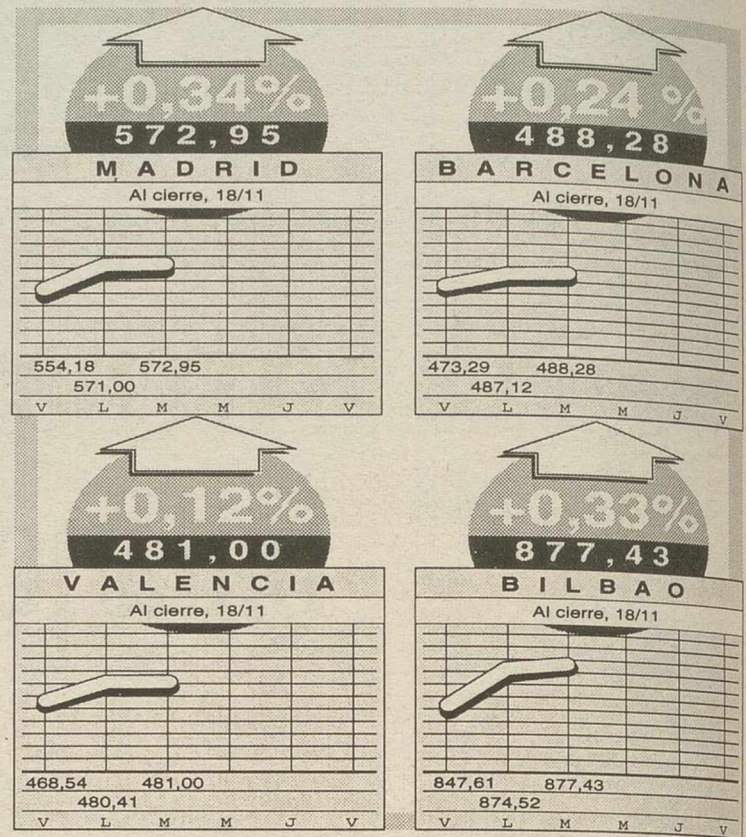 +0,34%
572,95
MADRID
Al cierre, 18/11
554,18 572,95
571,00
V L M M J V
+0,24 %
488,28
BARCELONA
Al cierre, 18/11
473,29 488,28
487,12
V L M M J V
+0,12%
481,00
VALENCIA
Al cierre, 18/11
468,54 481,00
480,41
V L M M J V
+0,33%
877,43
BILBAO
Al cierre, 18/11
847,61 877,43
874,52
V L M M J V